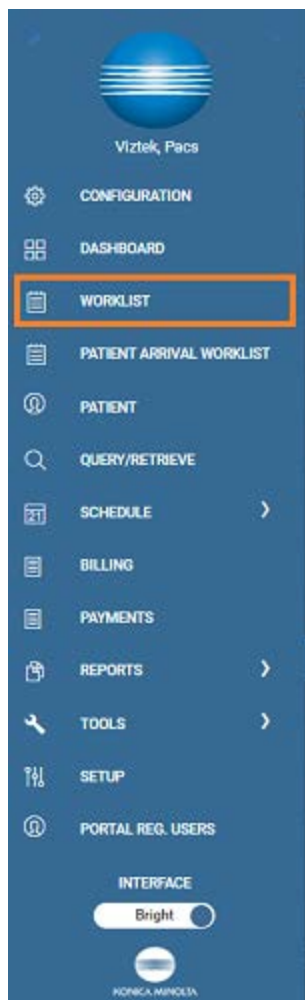 Viztek, Pacs
CONFIGURATION
DASHBOARD
WORKLIST
PATIENT ARRIVAL WORKLIST
PATIENT
QUERY/RETRIEVE
21
SCHEDULE
BILLING
PAYMENTS
REPORTS
TOOLS
SETUP
PORTAL REG. USERS
INTERFACE
Bright
KONICA MINOLTA